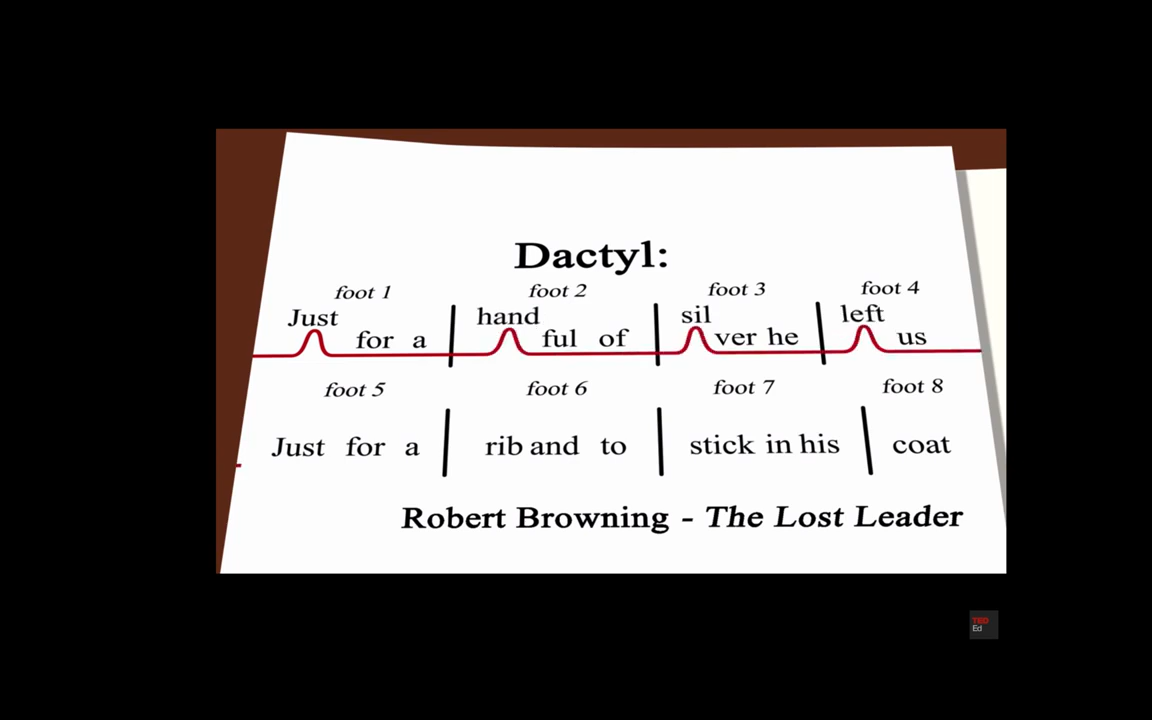 Dactyl:
foot 1 foot 2 foot 3 foot 4
Just for a hand ful of sil ver he left us
foot 5 foot 6 foot 7 foot 8
Just for a rib and to stick in his coat
Robert Browning - The Lost Leader
TED
Ed